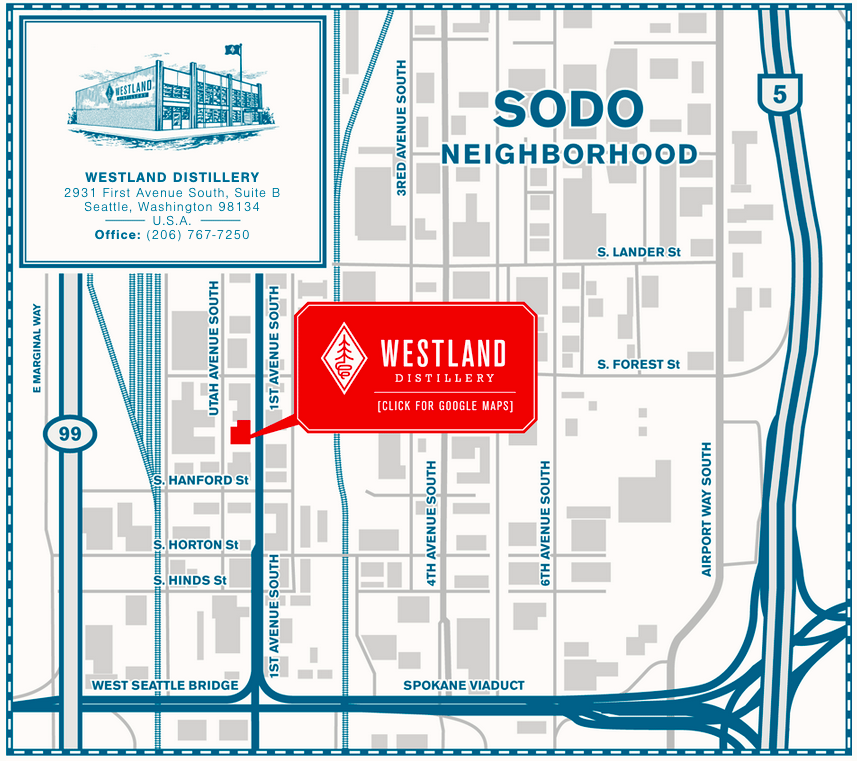 WESTLAND
DISTILLERY
WESTLAND DISTILLERY
2931 First Avenue South, Suite B
Seattle, Washington 98134
U.S.A.
Office: (206) 767-7250
SODO
NEIGHBORHOOD
5
3RED AVENUE SOUTH
S. LANDER St
E MARGINAL WAY
UTAH AVENUE SOUTH
1ST AVENUE SOUTH
WESTLAND
DISTILLERY
[CLICK FOR GOOGLE MAPS]
S. FOREST St
99
S. HANFORD St
4TH AVENUE SOUTH
6TH AVENUE SOUTH
AIRPORT WAY SOUTH
S. HORTON St
S. HINDS St
1ST AVENUE SOUTH
WEST SEATTLE BRIDGE
SPOKANE VIADUCT